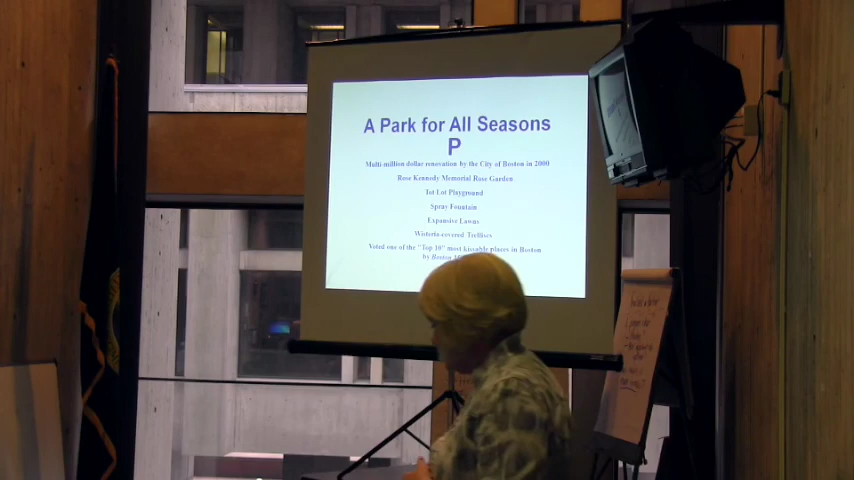 A Park for All Seasons
P
Multi-million dollar renovation by the City of Boston in 2000
Rose Kennedy Memorial Rose Garden
Tot Lot Playground
Spray Fountain
Expansive Lawns
Wisteria-covered Trellises
Voted one of the "Top 10" most kissable places in Boston
by Boston